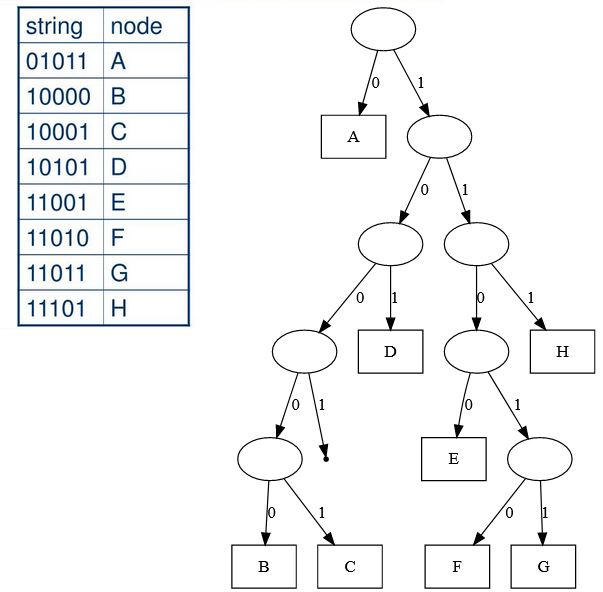 string node
01011 A
10000 B
10001 C
10101 D
11001 E
11010 F
11011 G
11101 H
0 1
A
0 1
0 1 0 1
D H
0 1 0 1
E
0 1 0 1
B C F G